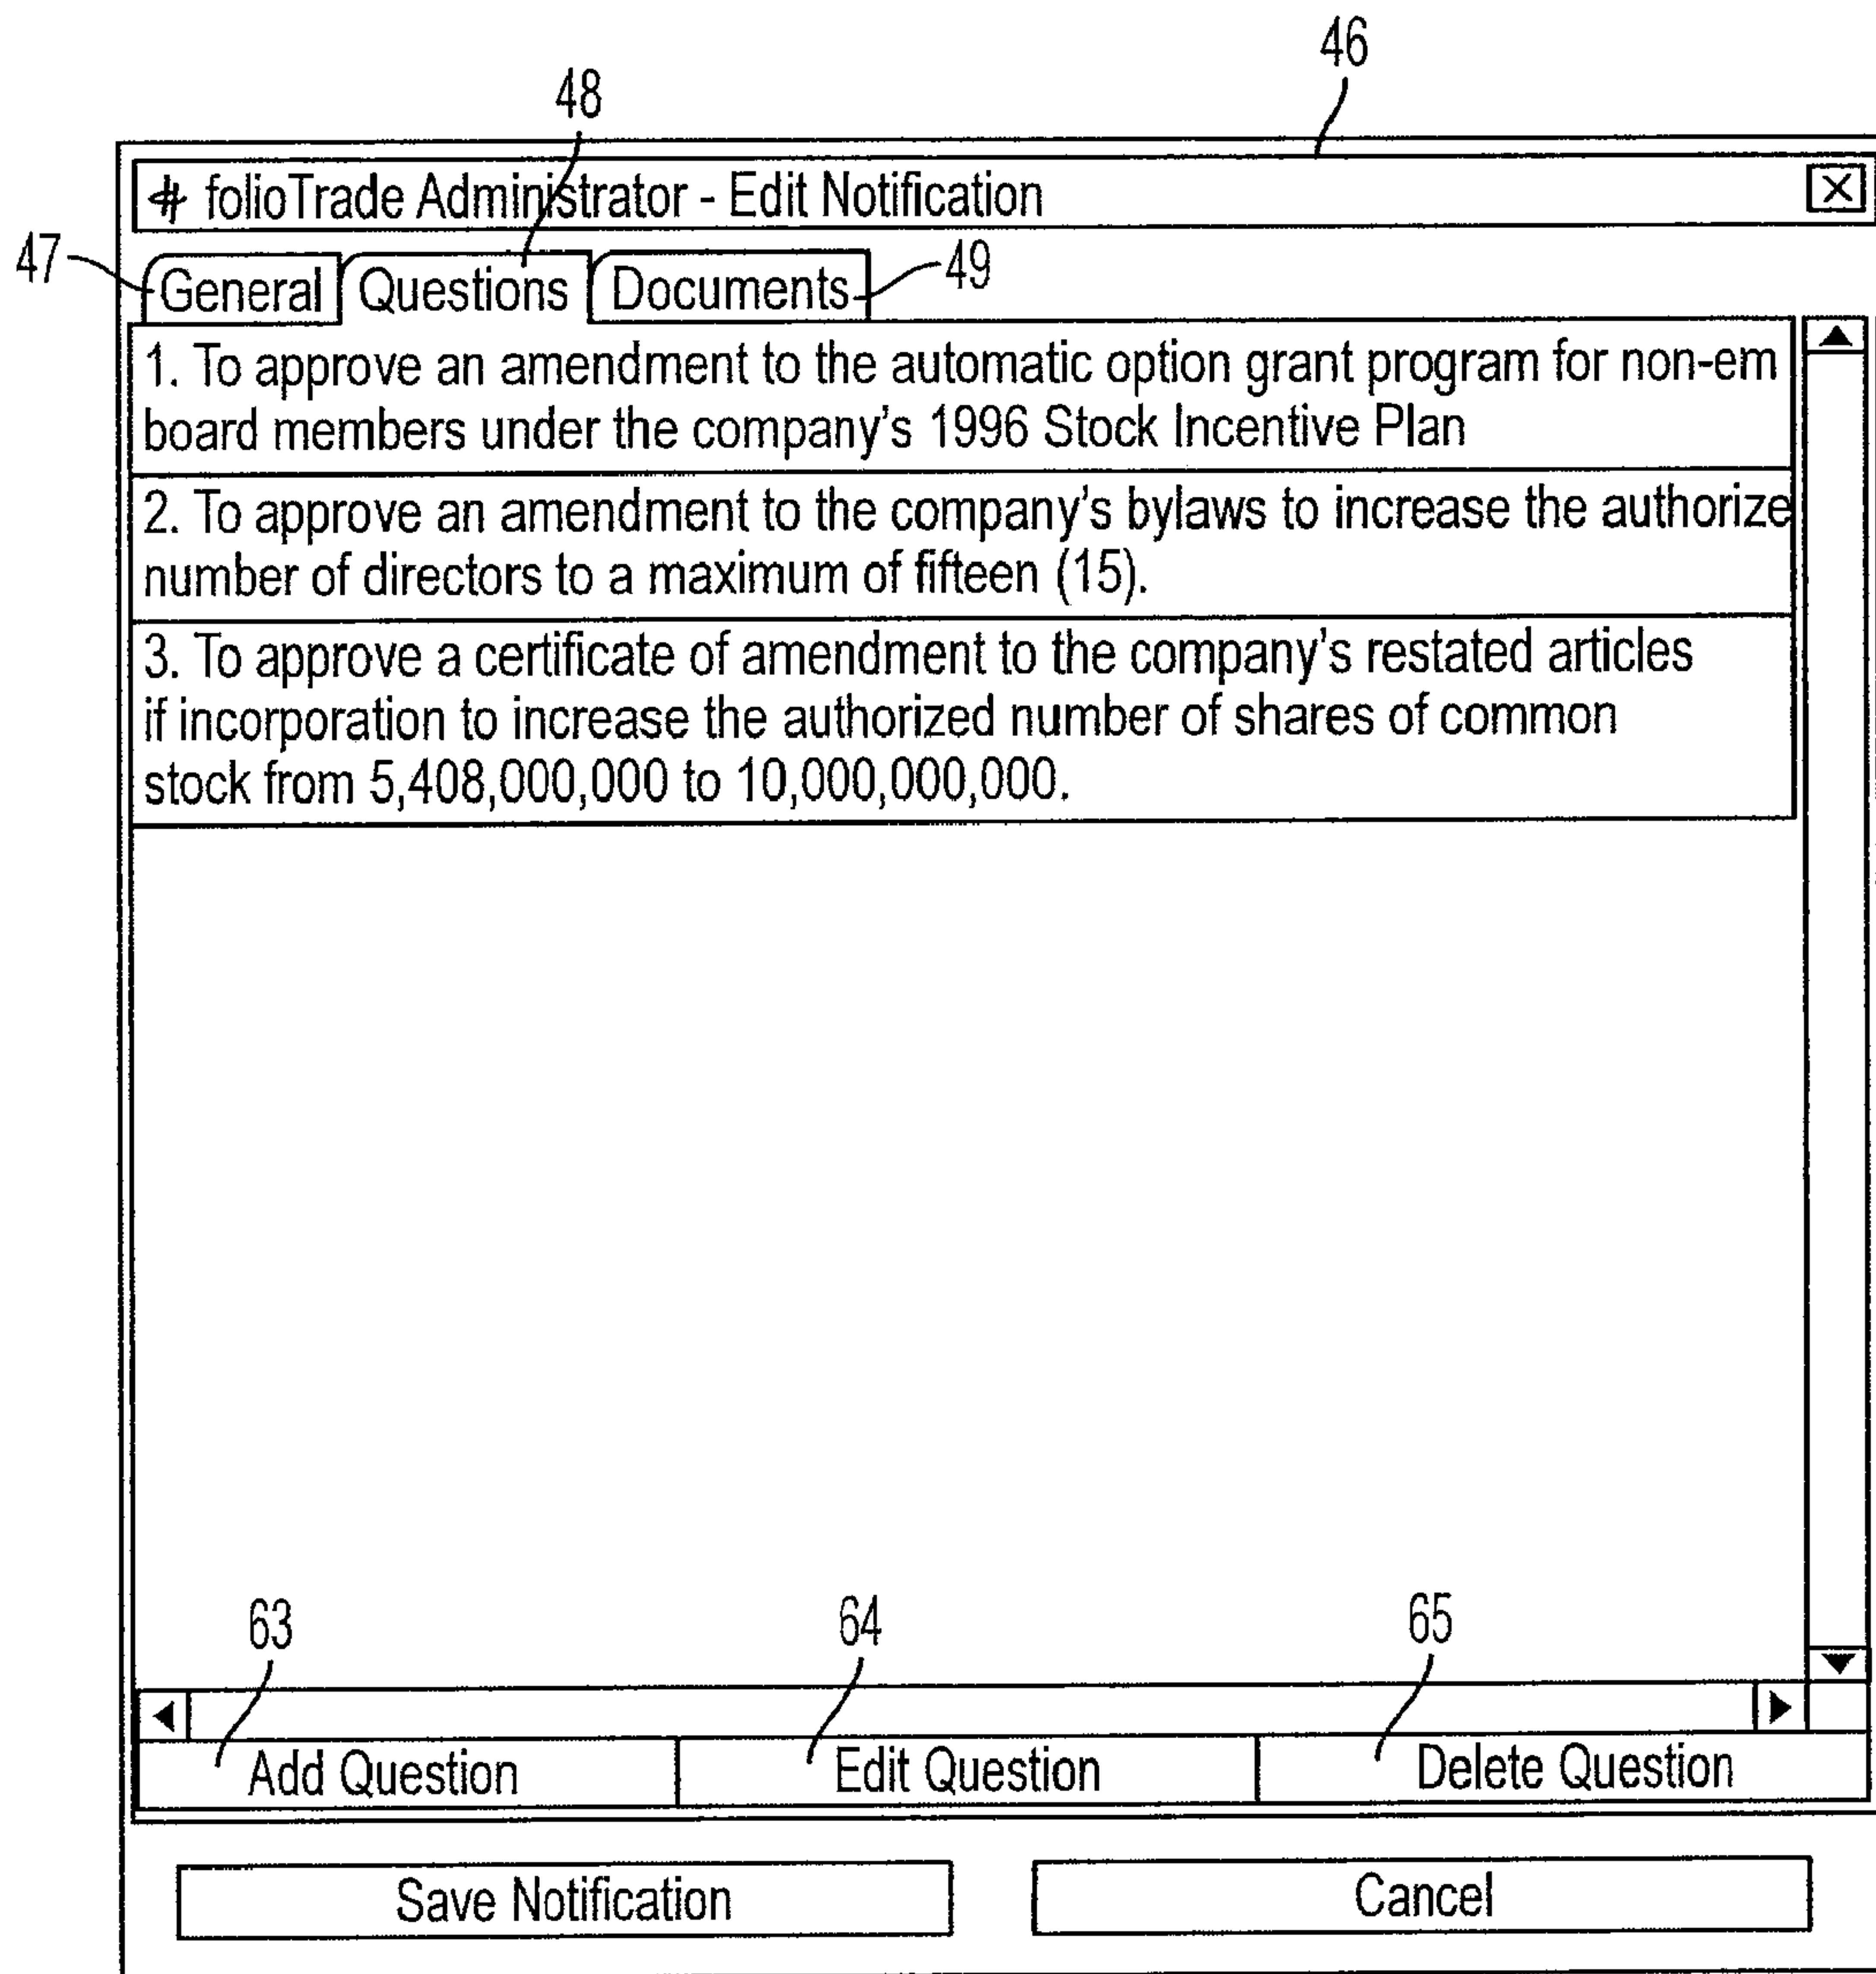 46
48
# folioTrade Administrator - Edit Notification
47
General Questions Documents
49
1. To approve an amendment to the automatic option grant program for non-em
board members under the company's 1996 Stock Incentive Plan
2. To approve an amendment to the company's bylaws to increase the authorize
number of directors to a maximum of fifteen (15).
3. To approve a certificate of amendment to the company's restated articles
if incorporation to increase the authorized number of shares of common
stock from 5,408,000,000 to 10,000,000,000.
63
64
65
Add Question
Edit Question
Delete Question
Save Notification
Cancel